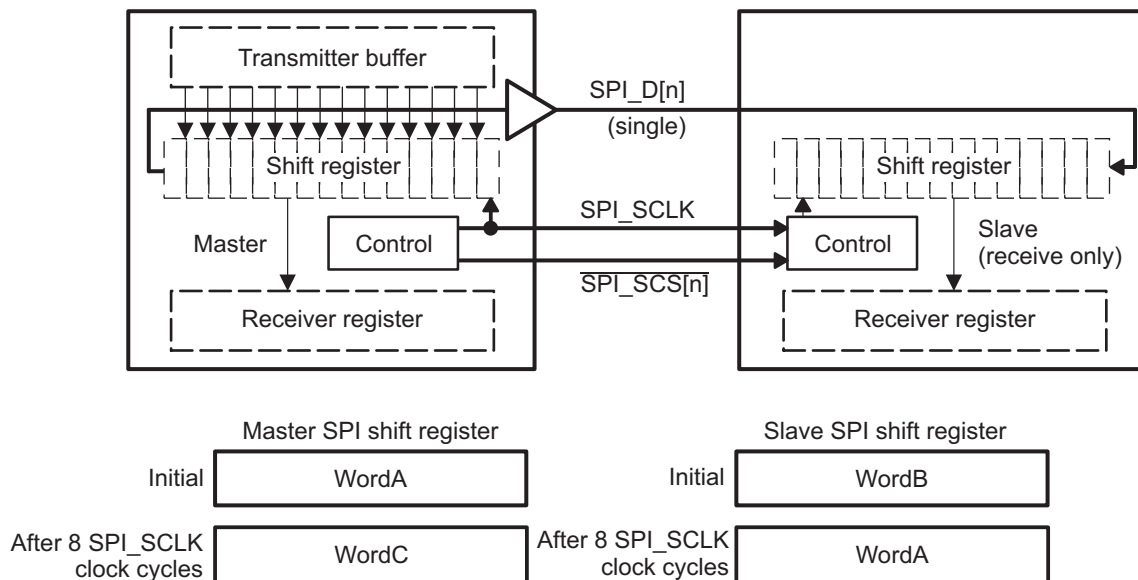 Transmitter buffer
SPI_D[n]
(single)
Shift register
Shift register
SPI_SCLK
Master
Control
Control
Slave
(receive only)
SPI_SCS[n]
Receiver register
Receiver register
Master SPI shift register
Slave SPI shift register
Initial
WordA
Initial
WordB
After 8 SPI_SCLK
clock cycles
WordC
After 8 SPI_SCLK
clock cycles
WordA